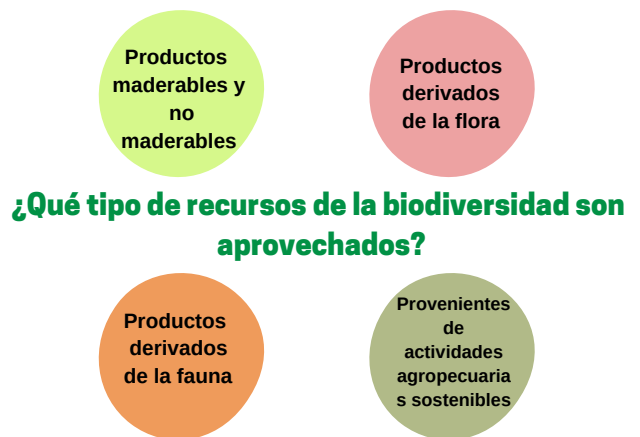 Productos
maderables y
no
maderables
Productos
derivados
de la flora
¿Qué tipo de recursos de la biodiversidad son
aprovechados?
Productos
derivados
de la fauna
Provenientes
de
actividades
agropecuaria
s sostenibles